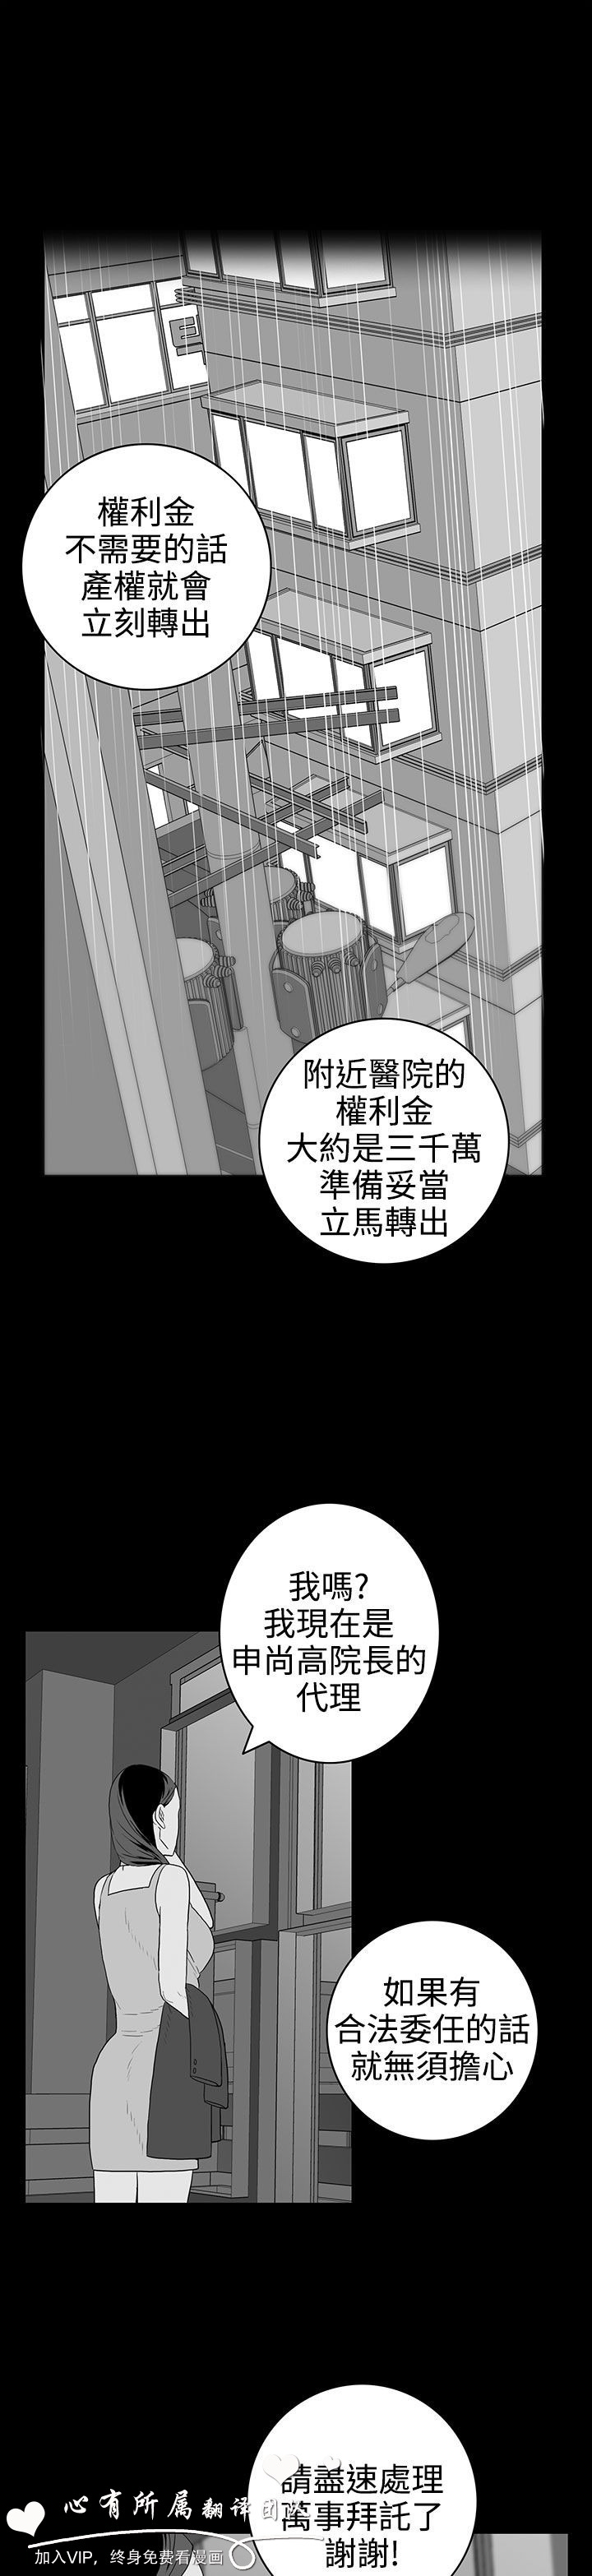 權利金
不需要的話
產權就會
立刻轉出
附近醫院的
權利金
大約是三千萬
準備妥當
立馬轉出
我嗎?
我現在是
申尚高院長的
代理
如果有
合法委任的話
就無須擔心
請盡速處理
萬事拜託了
謝謝!
心有所属翻译团队
加入VIP，终身免费看漫画